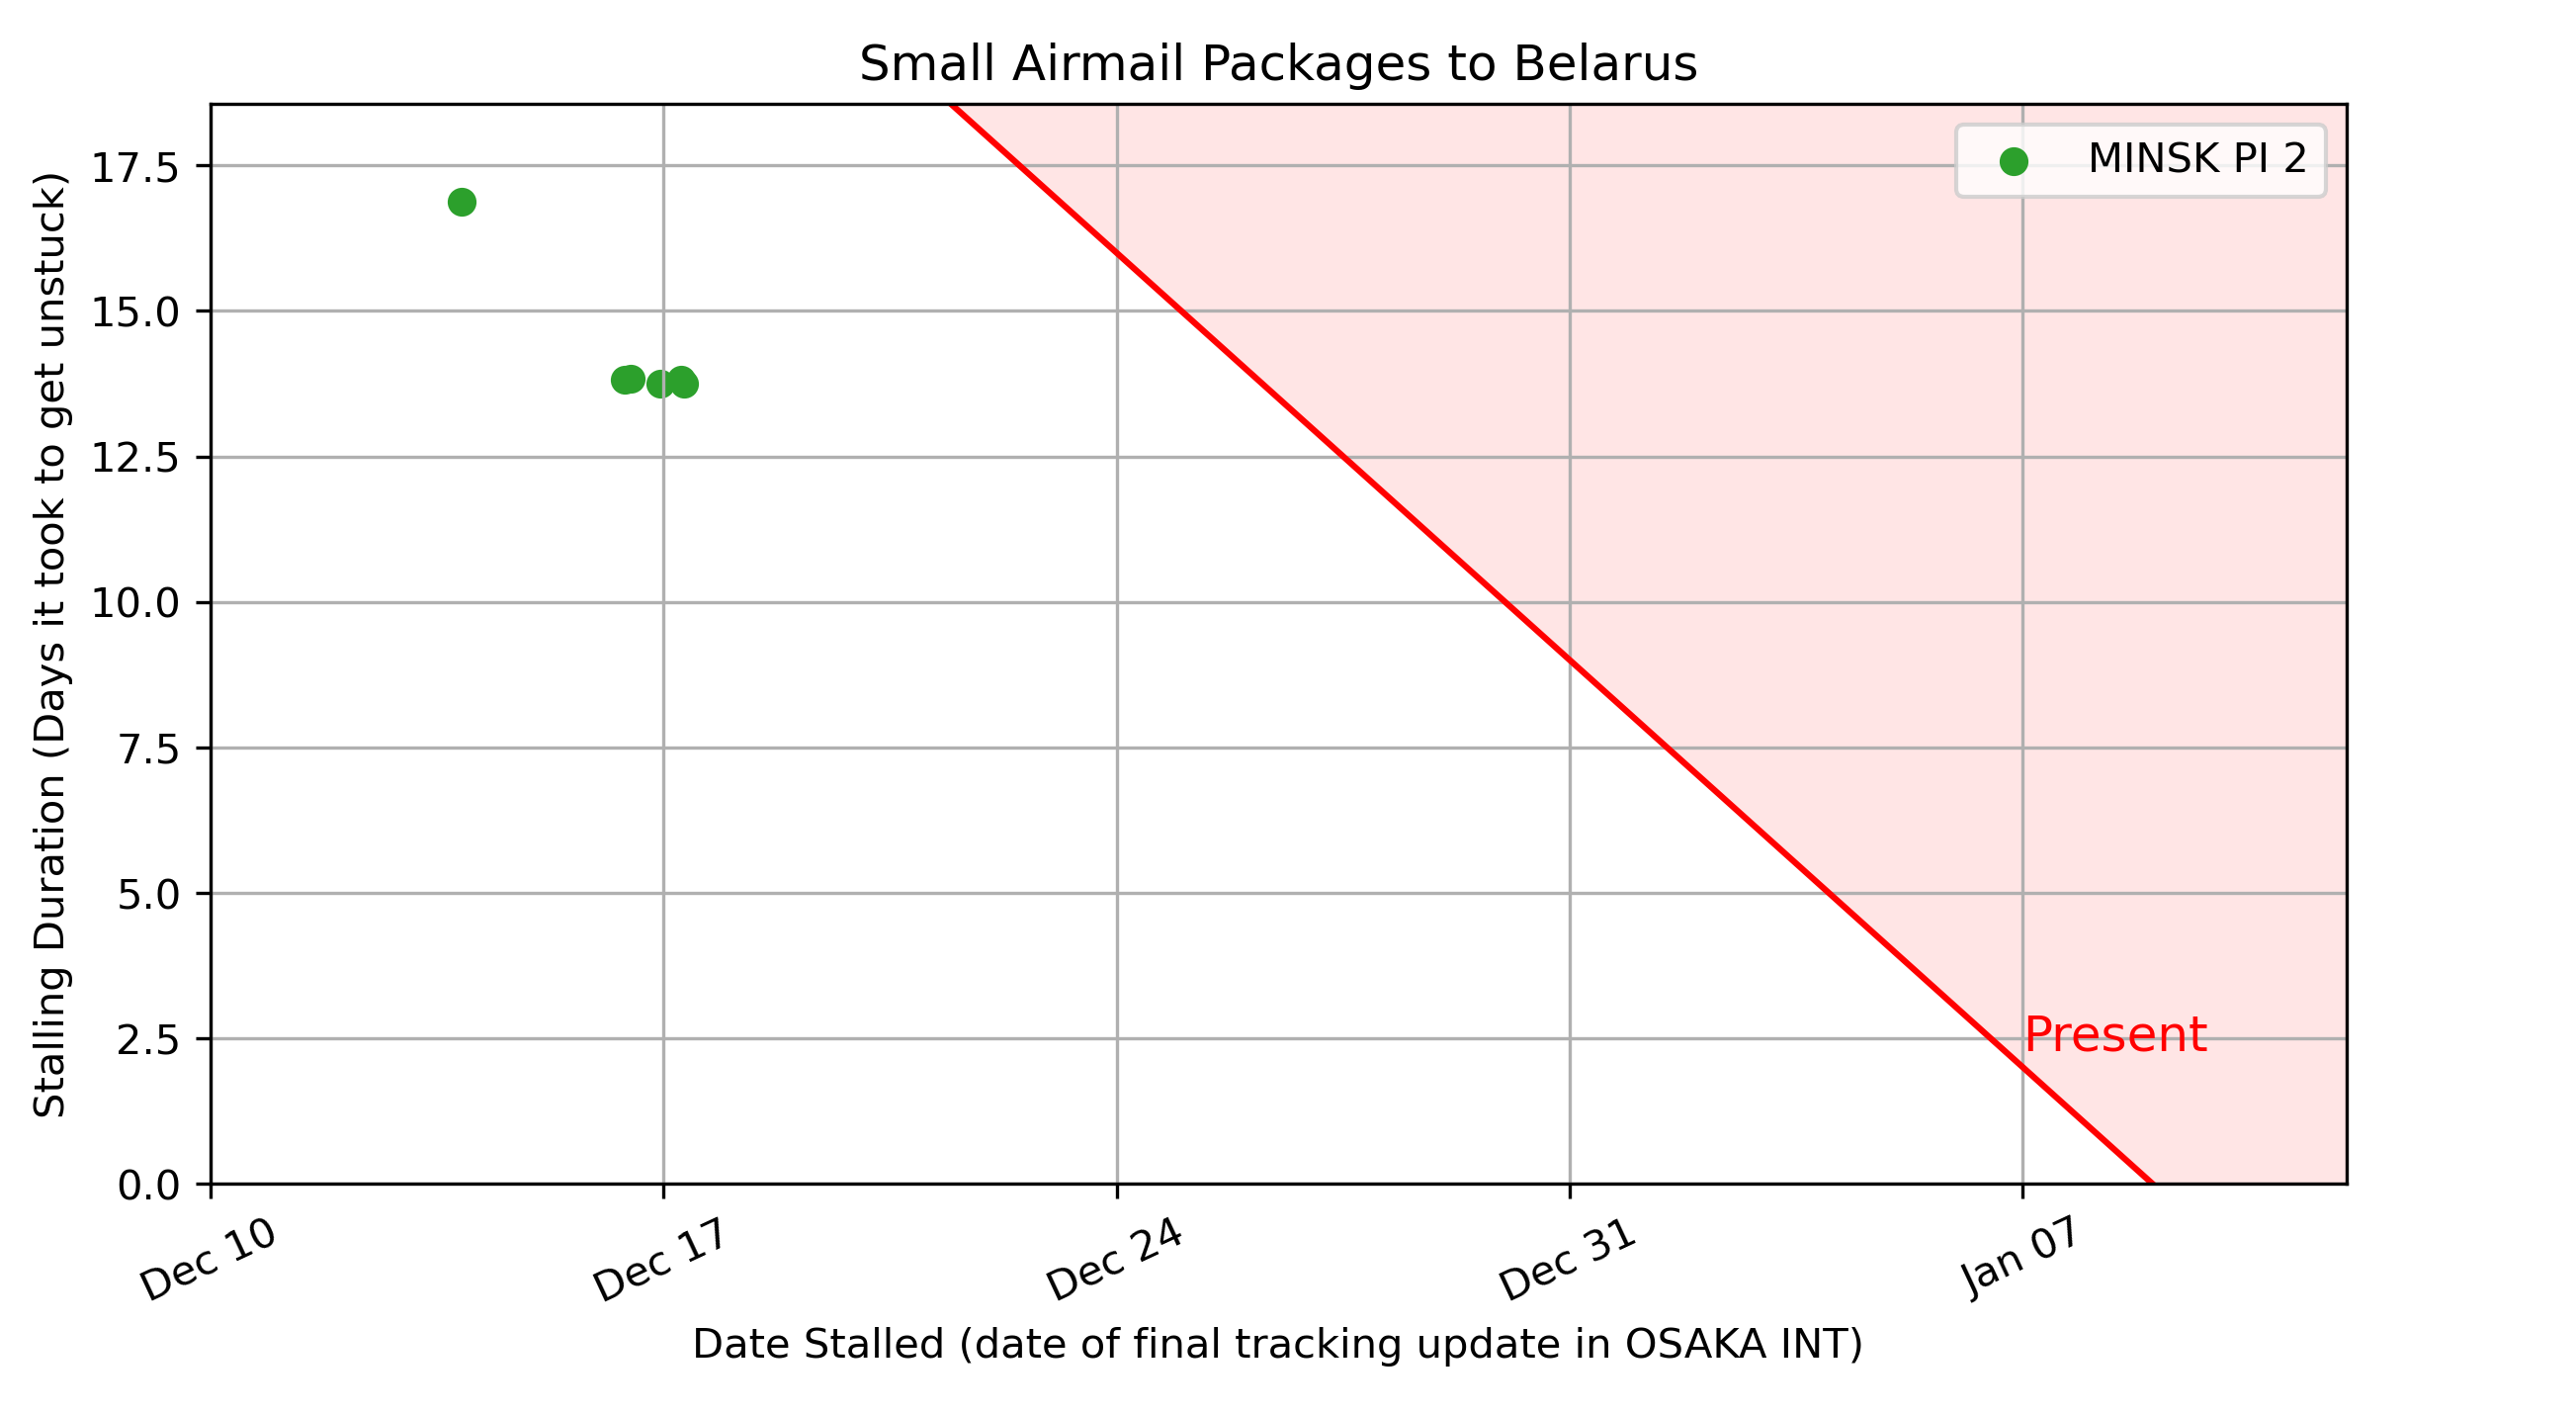 Small Airmail Packages to Belarus
MINSK PI 2
Stalling Duration (Days it took to get unstuck)
17.5
15.0
12.5
10.0
7.5
5.0
2.5
0.0
Present
Dec 10
Dec 17
Dec 24
Dec 31
Jan 07
Date Stalled (date of final tracking update in OSAKA INT)